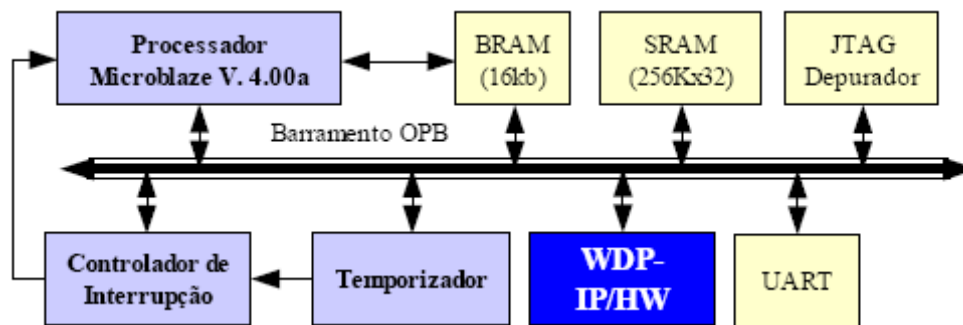 Processador
Microblaze V. 4.00a
BRAM
(16kb)
SRAM
(256Kx32)
JTAG
Depurador
Barramento OPB
Controlador de
Interrupção
Temporizador
WDP-
IP/HW
UART